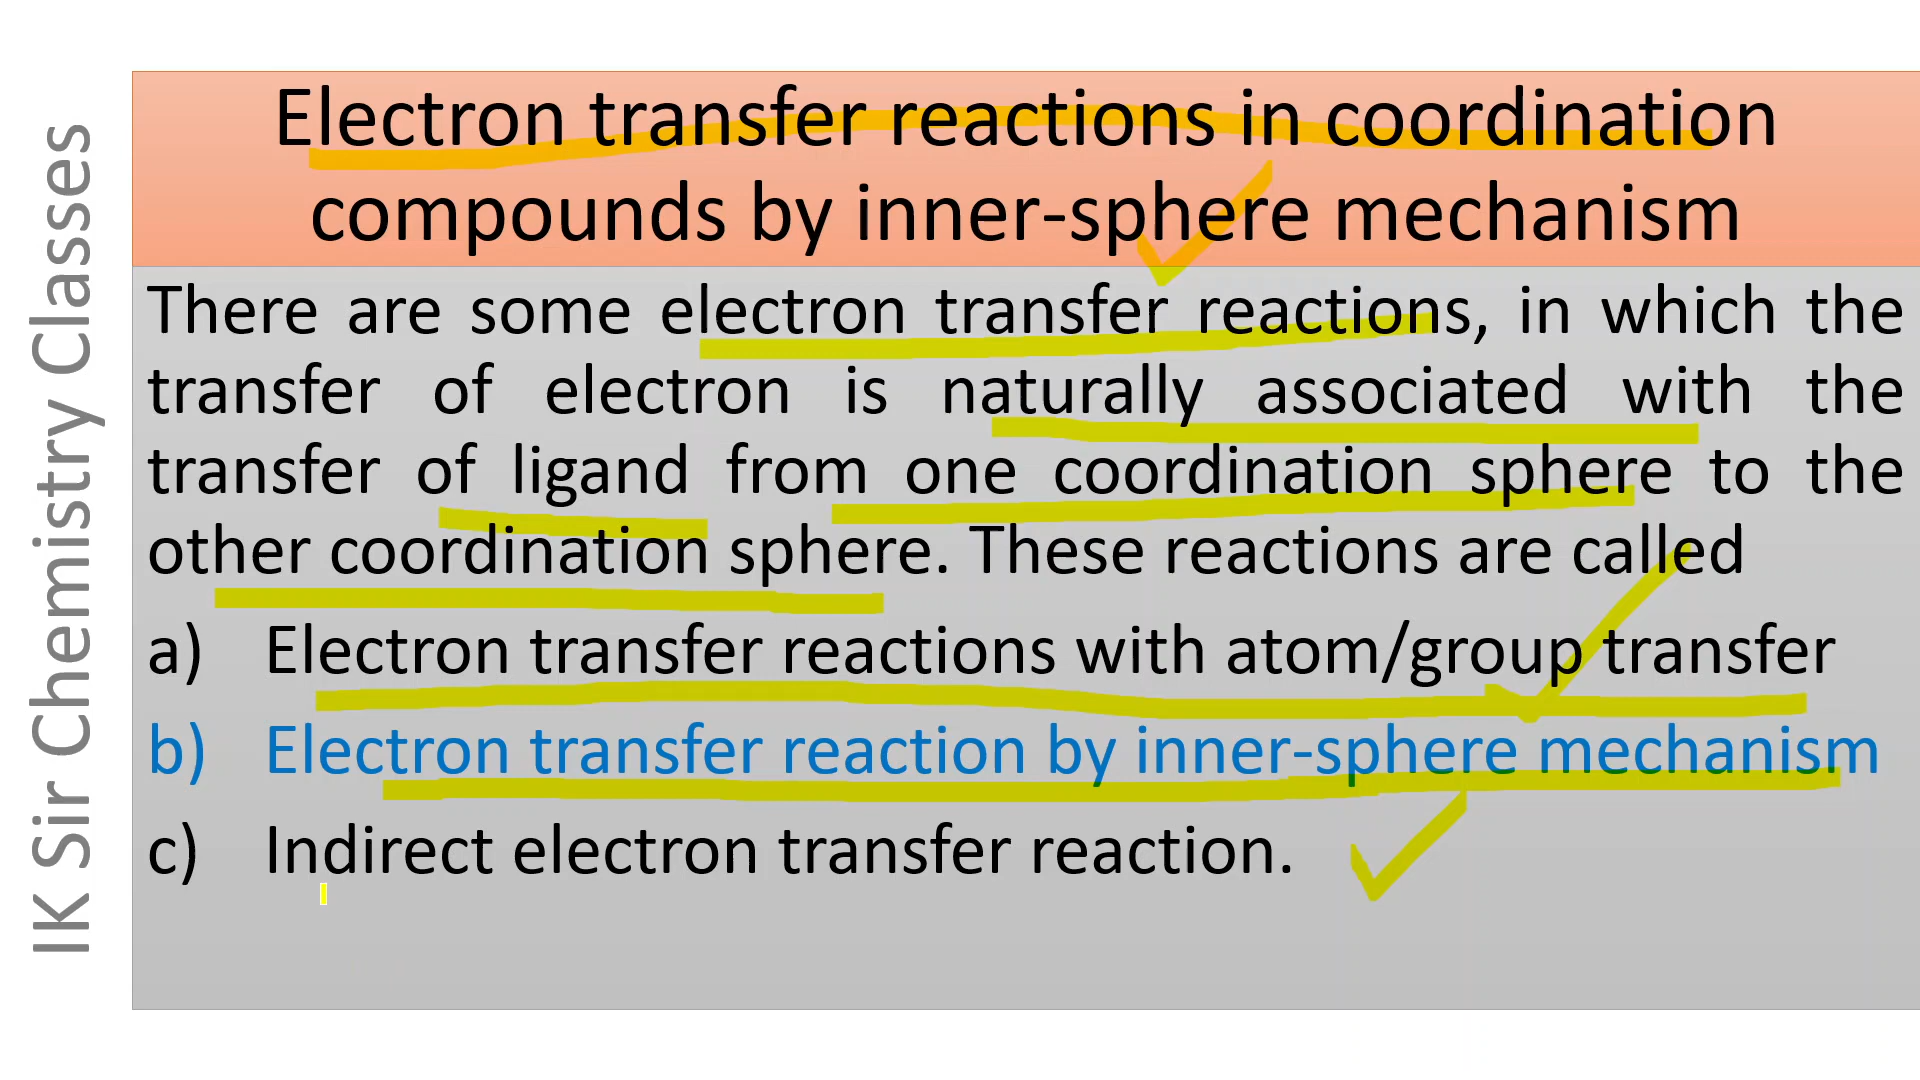 IK Sir Chemistry Classes
Electron transfer reactions in coordination
compounds by inner-sphere mechanism
There are some electron transfer reactions, in which the
transfer of electron is naturally associated with the
transfer of ligand from one coordination sphere to the
other coordination sphere. These reactions are called
a) Electron transfer reactions with atom/group transfer
b) Electron transfer reaction by inner-sphere mechanism
c) Indirect electron transfer reaction.